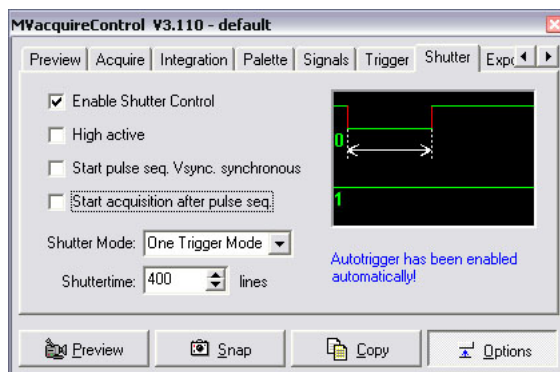 MVacquireControl V3.110 - default
Preview Acquire Integration Palette Signals Trigger Shutter
Enable Shutter Control
High active
Start pulse seq. Vsync. synchronous
Start acquisition after pulse seq.
0
1
Shutter Mode: One Trigger Mode
Shuttertime: 400 lines
Autotrigger has been enabled
automatically!
Preview Snap Copy Options